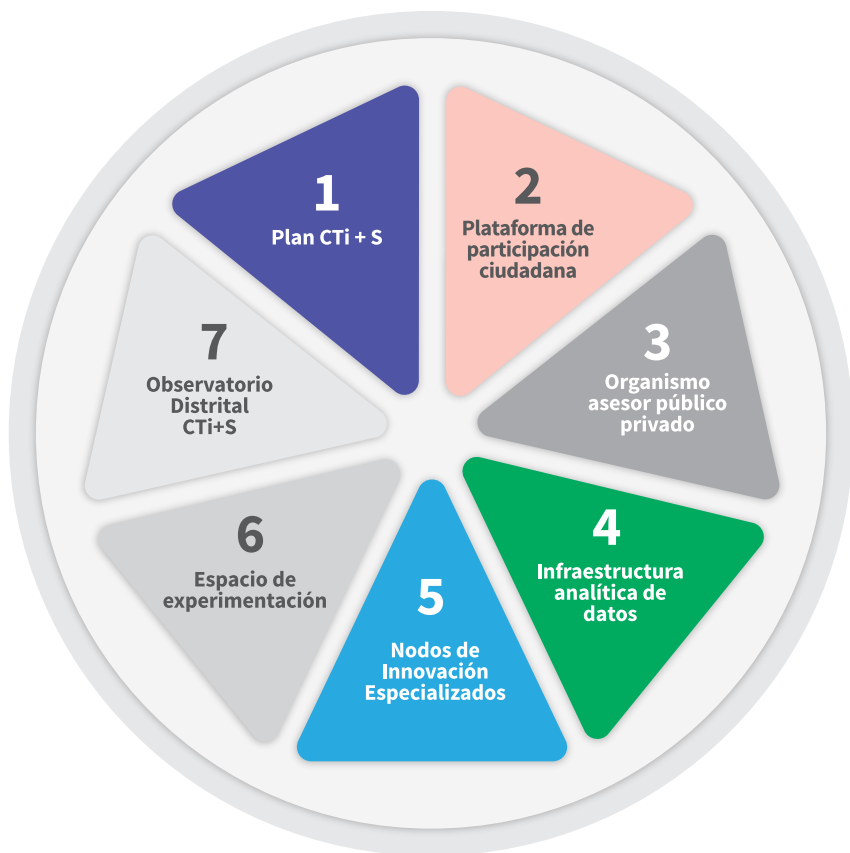 1
Plan CTi + S
2
Plataforma de
participación
ciudadana
3
Organismo
asesor público
privado
4
Infraestructura
analítica de
datos
5
Nodos de
Innovación
Especializados
6
Espacio de
experimentación
7
Observatorio
Distrital
CTi+S